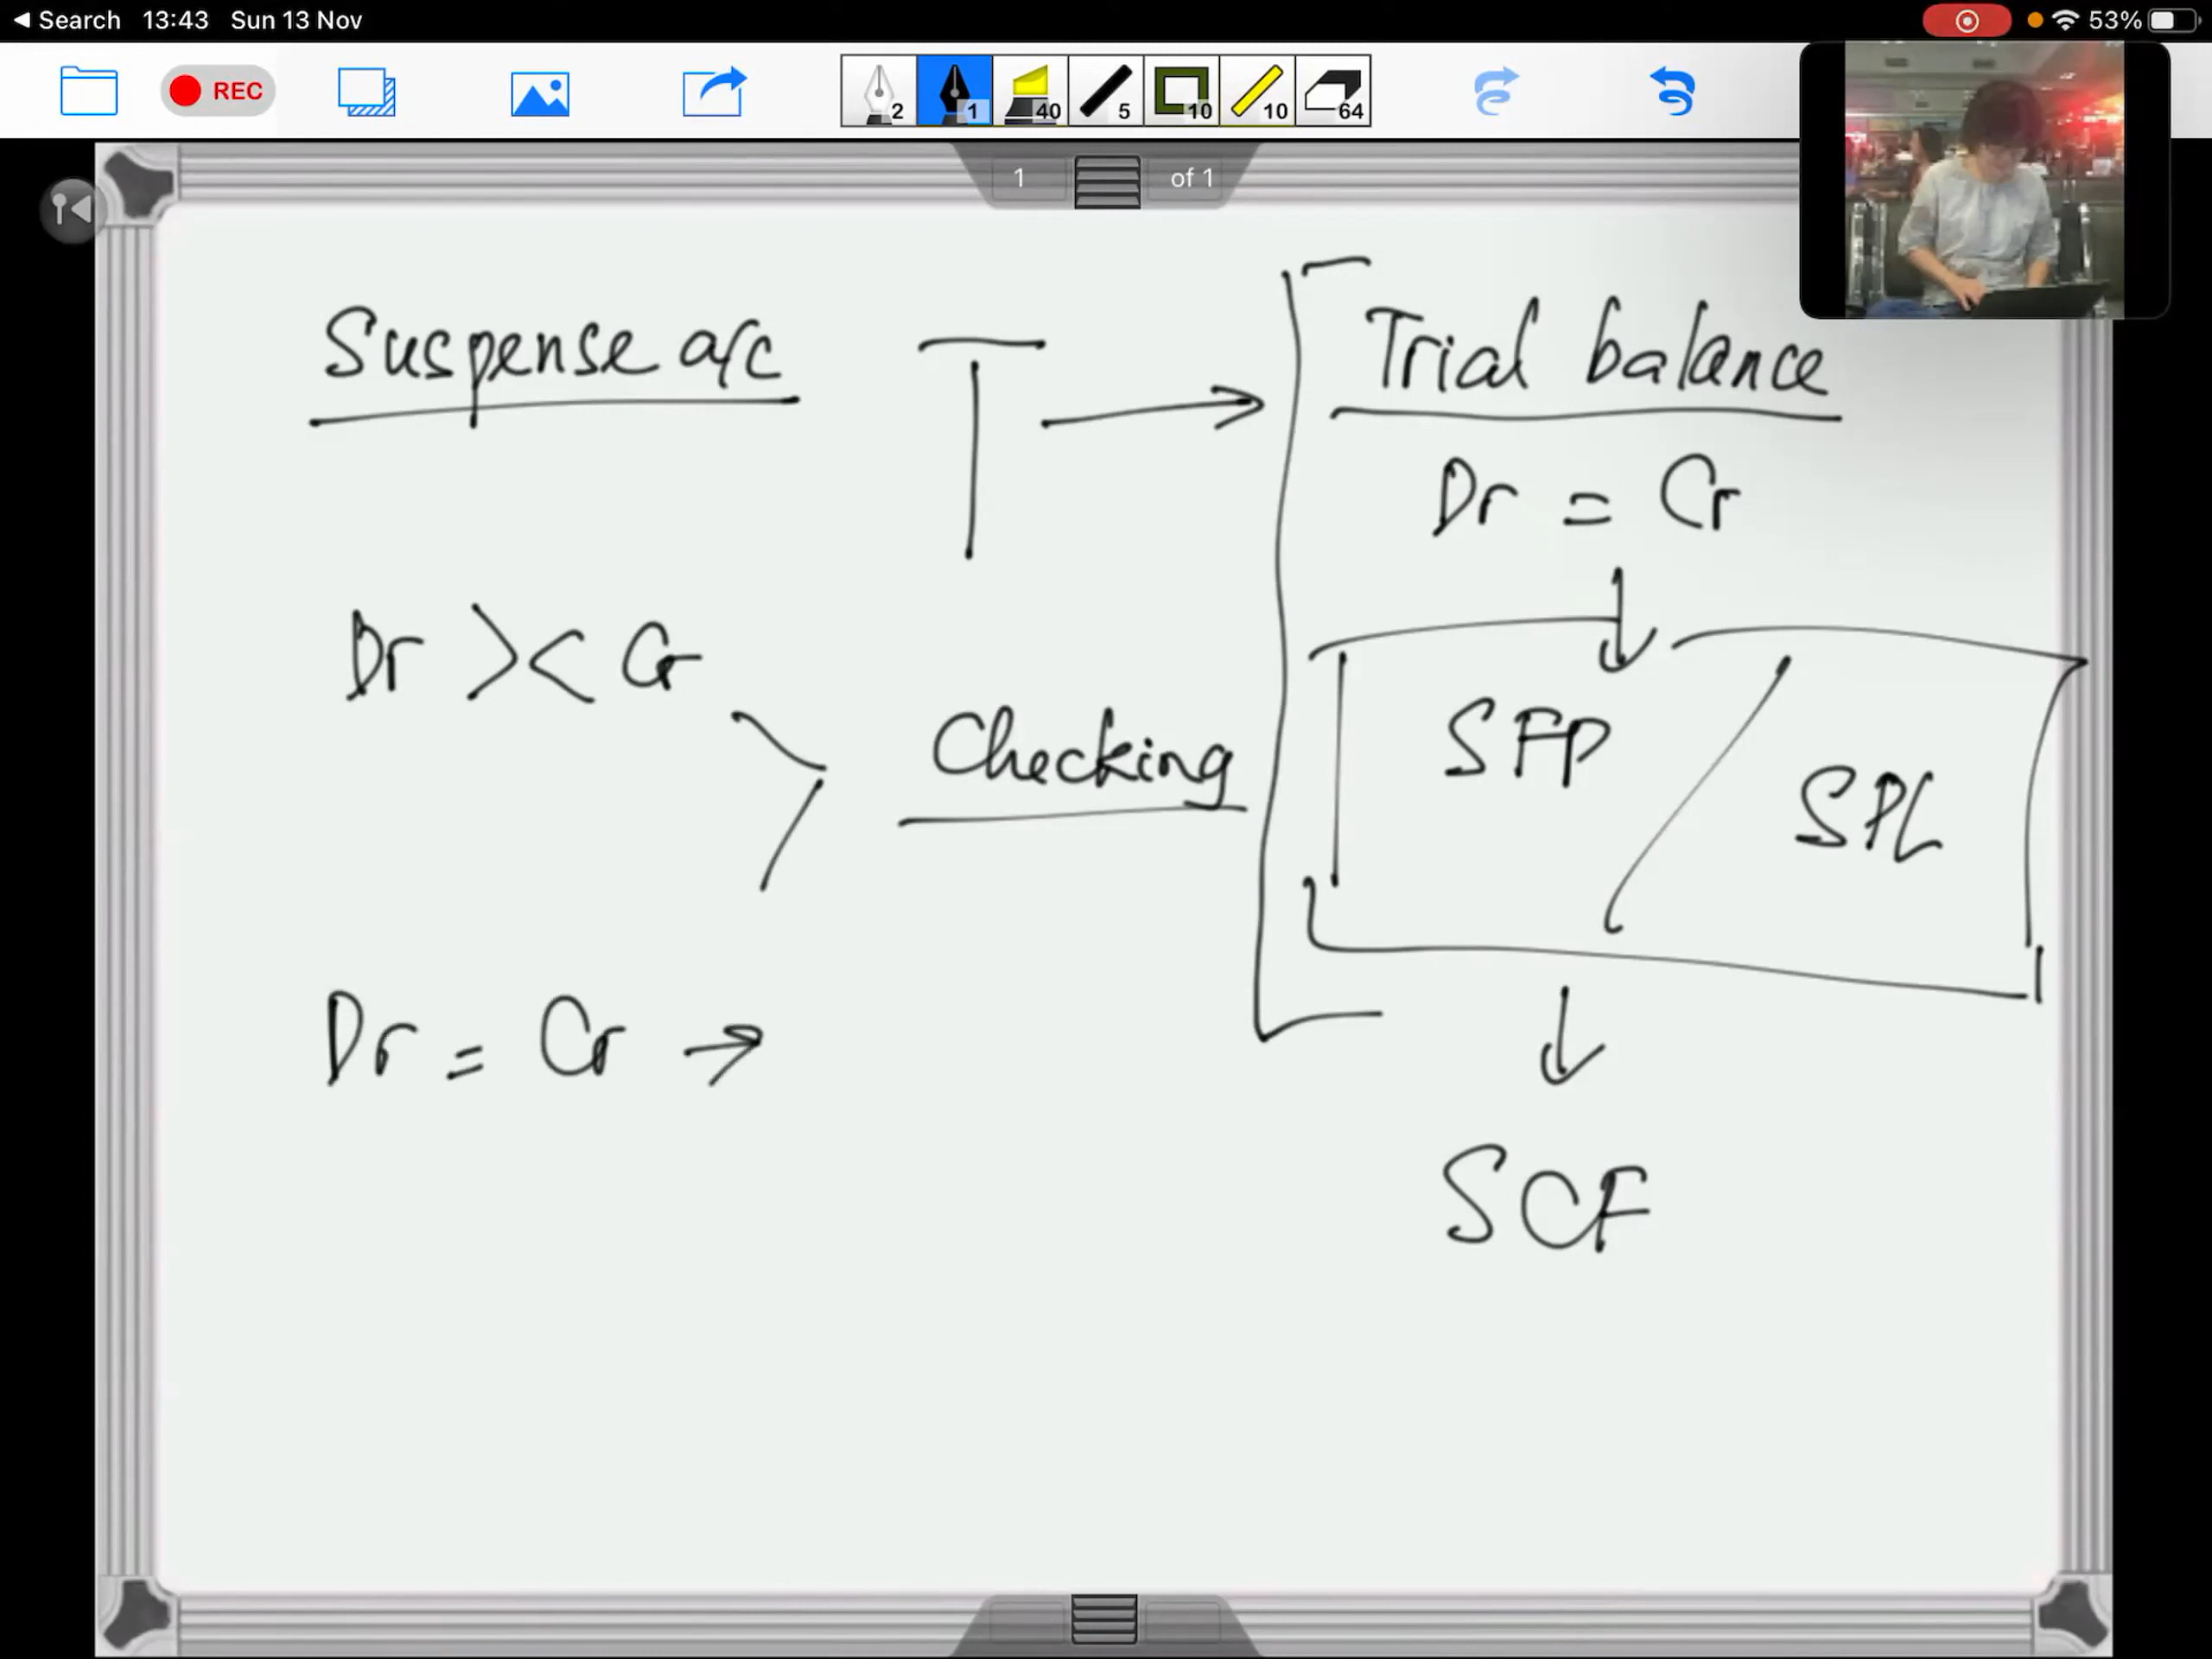 Search 13:43 Sun 13 Nov 53%
REC 2 1 40 5 10 10 64
1 of 1
Suspense a/c T → Trial balance
Dr = Cr
↓
Dr >< Cr
Checking
SFP / SPL
Dr = Cr →
↓
SCF